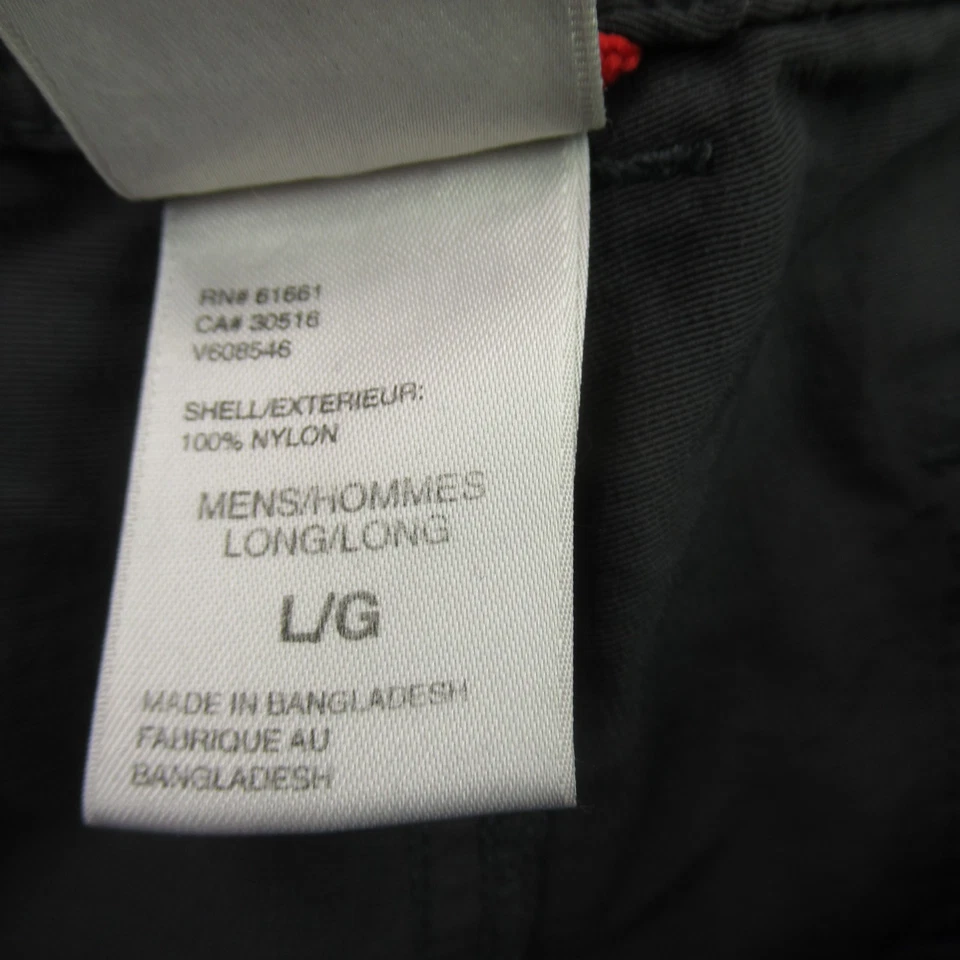 RN# 61661
CA# 30516
V608546
SHELL/EXTERIEUR:
100% NYLON
MENS/HOMMES
LONG/LONG
L/G
MADE IN BANGLADESH
FABRIQUE AU
BANGLADESH